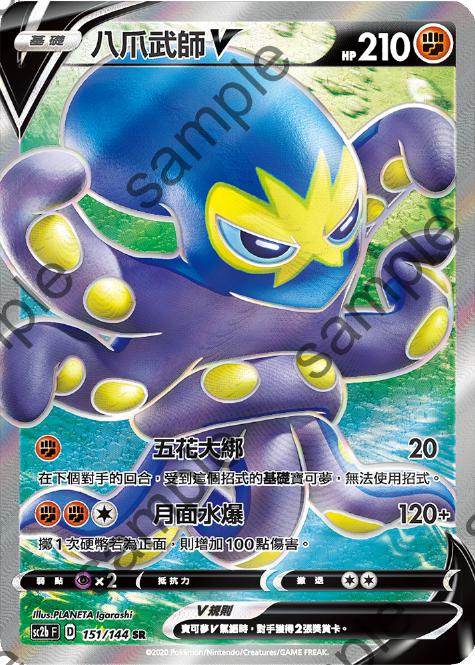 基礎 八爪武師V HP210
五花大綁 20
在下個對手的回合,受到這個招式的基礎寶可夢,無法使用招式。
月面水爆 120+
擲1次硬幣若為正面,則增加100點傷害。
弱點 ×2 抵抗力 撤退
Illus.PLANETA Igarashi
V規則
sc2b F D 151/144 SR
寶可夢V氣絕時,對手獲得2張獎賞卡。
©2020 Pokémon/Nintendo/Creatures/GAME FREAK.
sample
sample
sample
sample
sample
sample